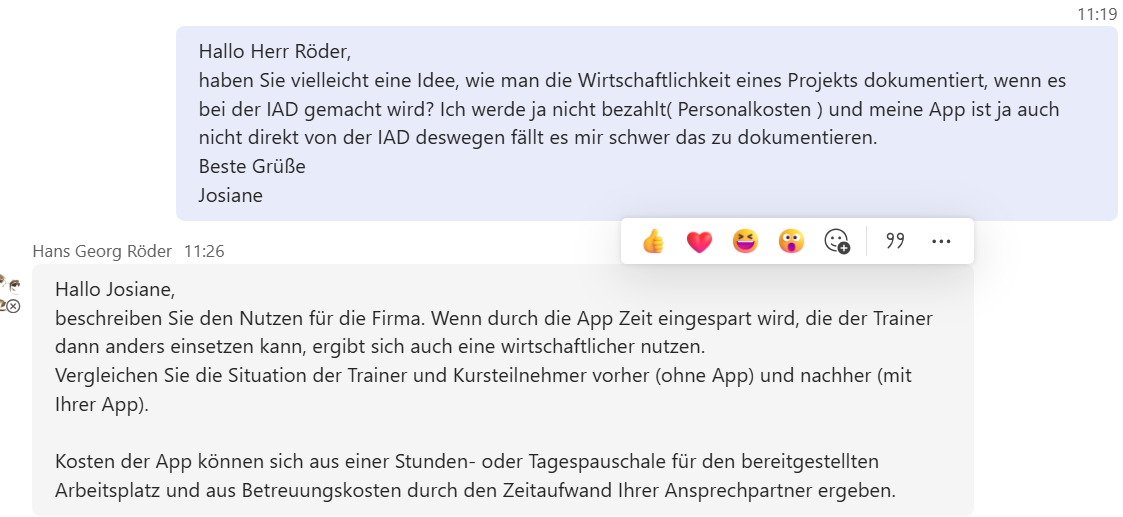 11:19
Hallo Herr Röder,
haben Sie vielleicht eine Idee, wie man die Wirtschaftlichkeit eines Projekts dokumentiert, wenn es
bei der IAD gemacht wird? Ich werde ja nicht bezahlt( Personalkosten ) und meine App ist ja auch
nicht direkt von der IAD deswegen fällt es mir schwer das zu dokumentieren.
Beste Grüße
Josiane
Hans Georg Röder 11:26
Hallo Josiane,
beschreiben Sie den Nutzen für die Firma. Wenn durch die App Zeit eingespart wird, die der Trainer
dann anders einsetzen kann, ergibt sich auch eine wirtschaftlicher nutzen.
Vergleichen Sie die Situation der Trainer und Kursteilnehmer vorher (ohne App) und nachher (mit
Ihrer App).
Kosten der App können sich aus einer Stunden- oder Tagespauschale für den bereitgestellten
Arbeitsplatz und aus Betreuungskosten durch den Zeitaufwand Ihrer Ansprechpartner ergeben.